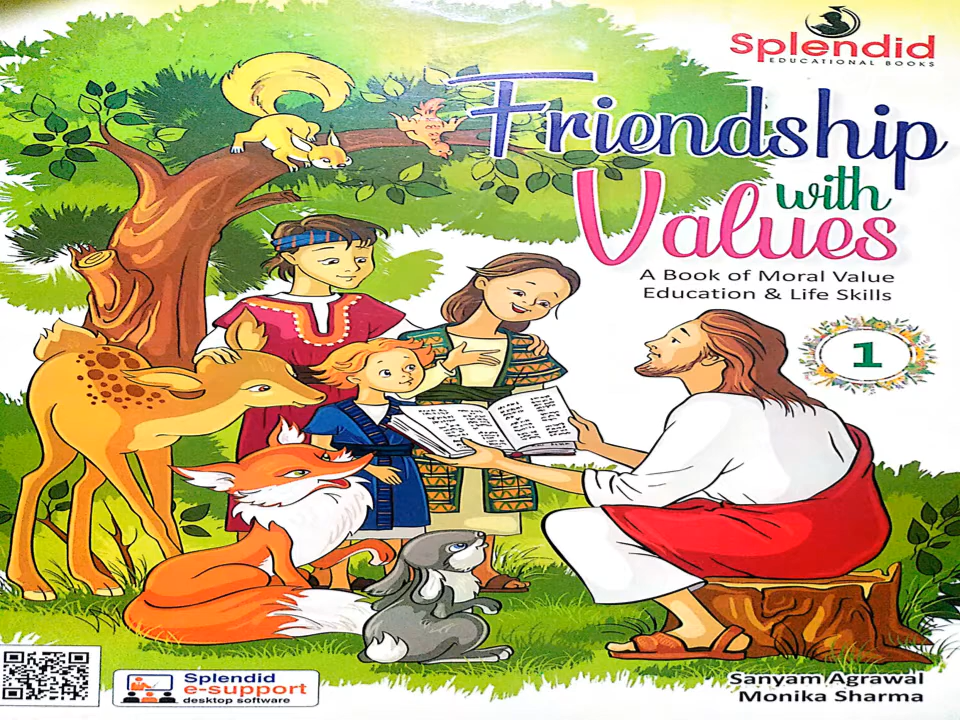 Splendid
EDUCATIONAL BOOKS
Friendship
with
Values
A Book of Moral Value
Education & Life Skills
1
Splendid
e-support
desktop software
Sanyam Agrawal
Monika Sharma